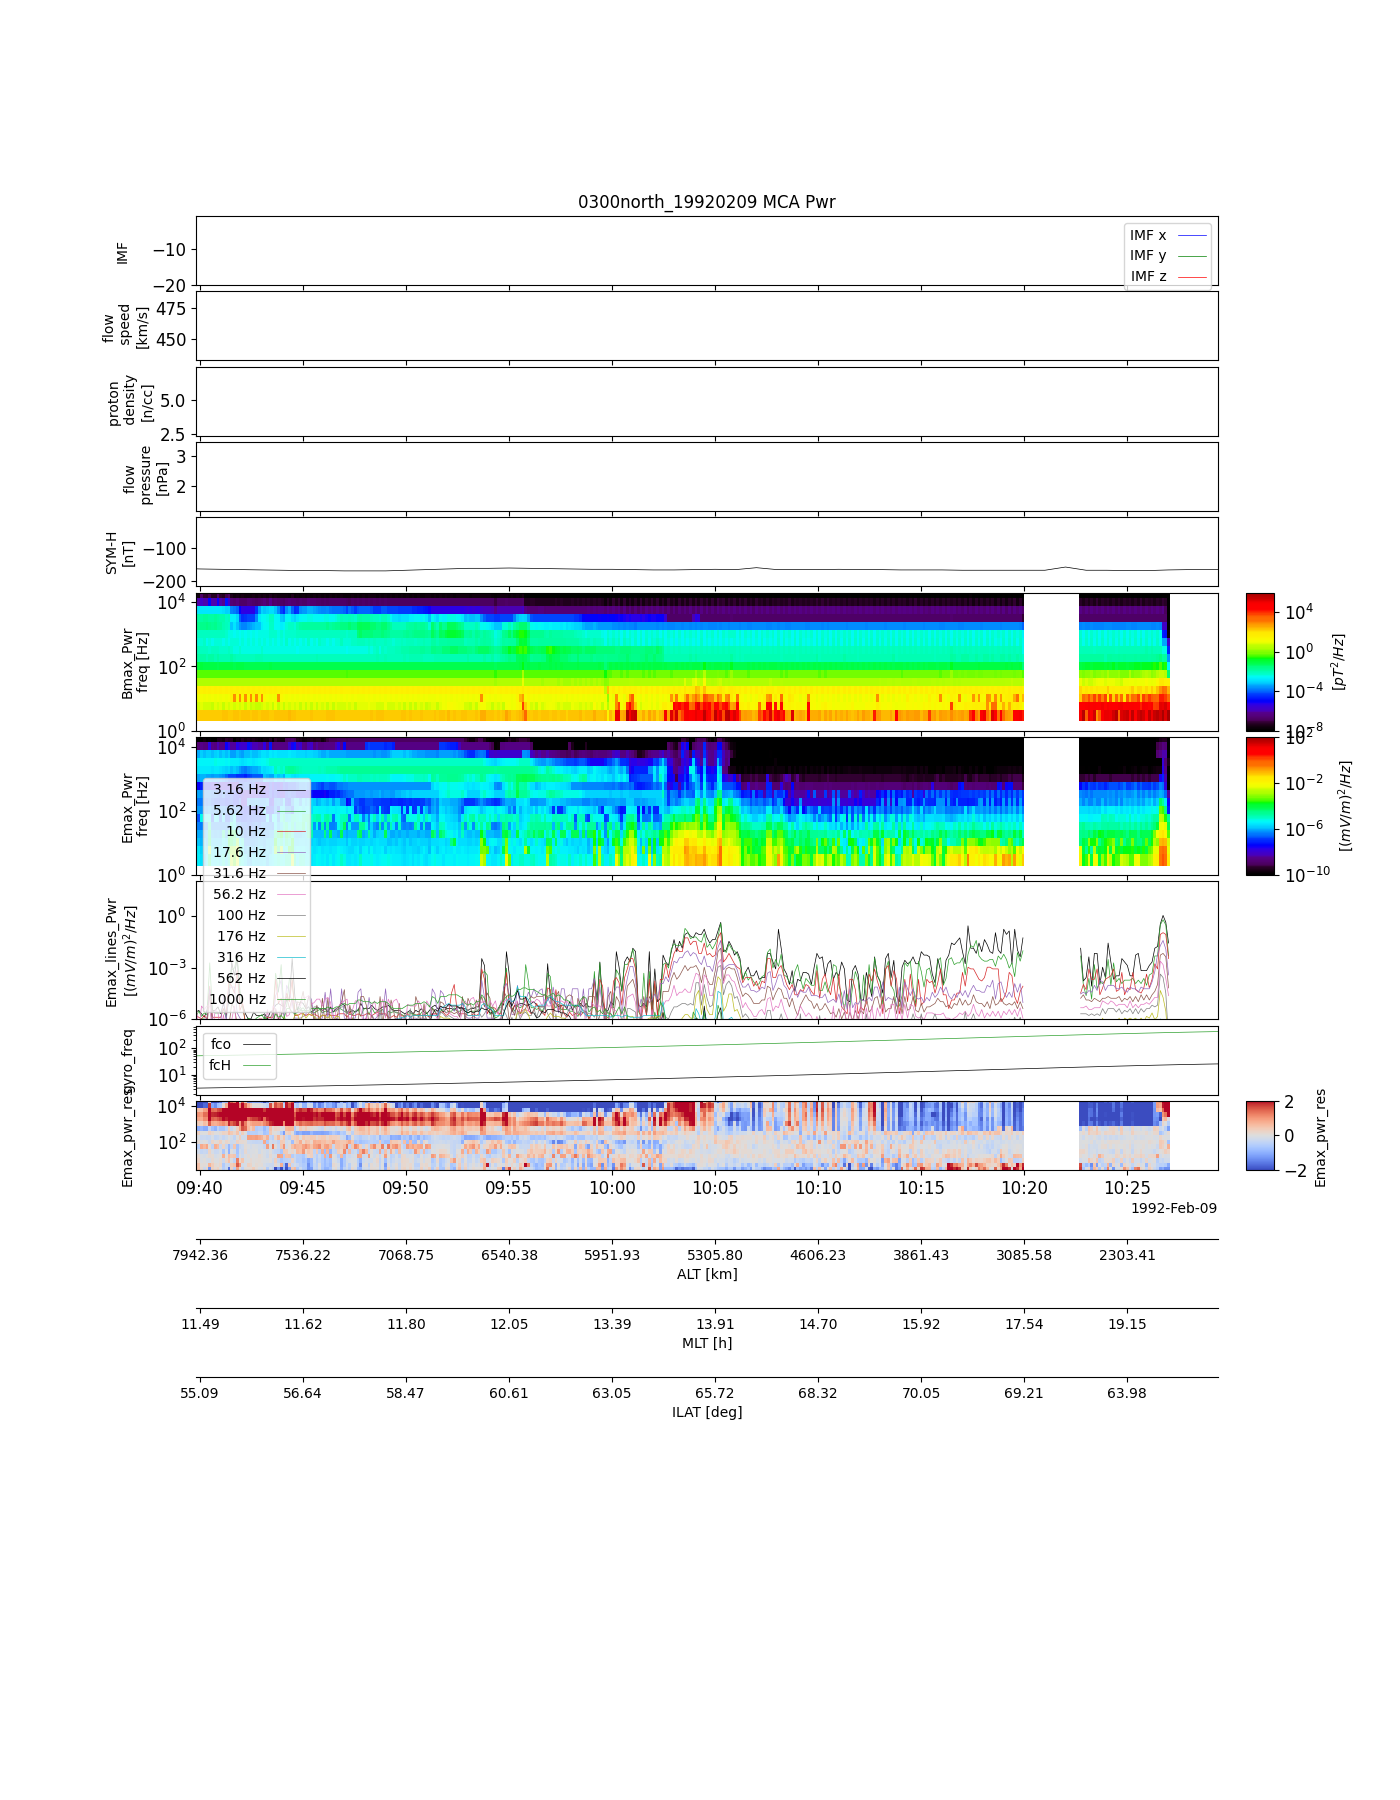 0300north_19920209 MCA Pwr
IMF
−10
−20
IMF x
IMF y
IMF z
flow
speed
[km/s]
475
450
proton
density
[n/cc]
5.0
2.5
flow
pressure
[nPa]
3
2
SYM-H
[nT]
−100
−200
Bmax_Pwr
freq [Hz]
10^4
10^2
10^0
10^4
10^0
10^−4
10^−8
[pT^2/Hz]
Emax_Pwr
freq [Hz]
10^4
10^2
10^0
10^2
10^−2
10^−6
10^−10
[(mV/m)^2/Hz]
3.16 Hz
5.62 Hz
10 Hz
17.6 Hz
31.6 Hz
56.2 Hz
100 Hz
176 Hz
316 Hz
562 Hz
1000 Hz
Emax_lines_Pwr
[(mV/m)^2/Hz]
10^0
10^−3
10^−6
gyro_freq
10^2
10^1
fco
fcH
Emax_pwr_res
10^4
10^2
2
0
−2
Emax_pwr_res
09:40 09:45 09:50 09:55 10:00 10:05 10:10 10:15 10:20 10:25
1992-Feb-09
7942.36 7536.22 7068.75 6540.38 5951.93 5305.80 4606.23 3861.43 3085.58 2303.41
ALT [km]
11.49 11.62 11.80 12.05 13.39 13.91 14.70 15.92 17.54 19.15
MLT [h]
55.09 56.64 58.47 60.61 63.05 65.72 68.32 70.05 69.21 63.98
ILAT [deg]